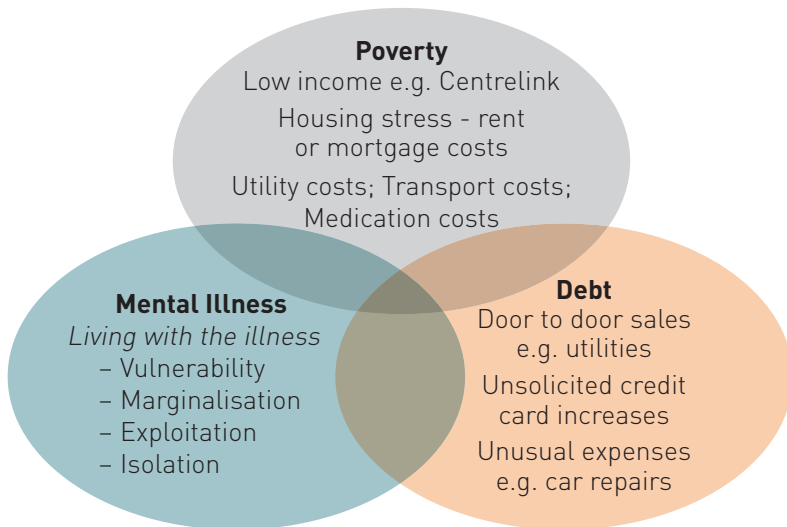 Poverty
Low income e.g. Centrelink
Housing stress - rent
or mortgage costs
Utility costs; Transport costs;
Medication costs
Mental Illness
Living with the illness
– Vulnerability
– Marginalisation
– Exploitation
– Isolation
Debt
Door to door sales
e.g. utilities
Unsolicited credit
card increases
Unusual expenses
e.g. car repairs